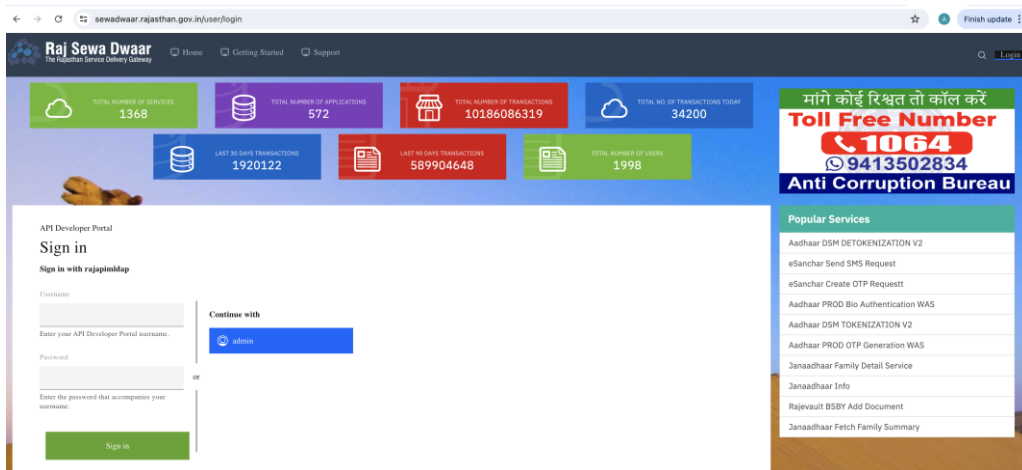 sewadwaar.rajasthan.gov.in/user/login
A
Finish update
Raj Sewa Dwaar
The Rajasthan Service Delivery Gateway
Home
Getting Started
Support
Login
TOTAL NUMBER OF SERVICES
1368
TOTAL NUMBER OF APPLICATIONS
572
TOTAL NUMBER OF TRANSACTIONS
10186086319
TOTAL NO. OF TRANSACTIONS TODAY
34200
LAST 30 DAYS TRANSACTIONS
1920122
LAST 90 DAYS TRANSACTIONS
589904648
TOTAL NUMBER OF USERS
1998
मांगे कोई रिश्वत तो कॉल करें
Toll Free Number
1064
9413502834
Anti Corruption Bureau
API Developer Portal
Sign in
Sign in with rajapimldap
Username
Enter your API Developer Portal username.
Password
Enter the password that accompanies your
username.
Sign in
or
Continue with
admin
Popular Services
Aadhaar DSM DETOKENIZATION V2
eSanchar Send SMS Request
eSanchar Create OTP Requestt
Aadhaar PROD Bio Authentication WAS
Aadhaar DSM TOKENIZATION V2
Aadhaar PROD OTP Generation WAS
Janaadhaar Family Detail Service
Janaadhaar Info
Rajevault BSBY Add Document
Janaadhaar Fetch Family Summary